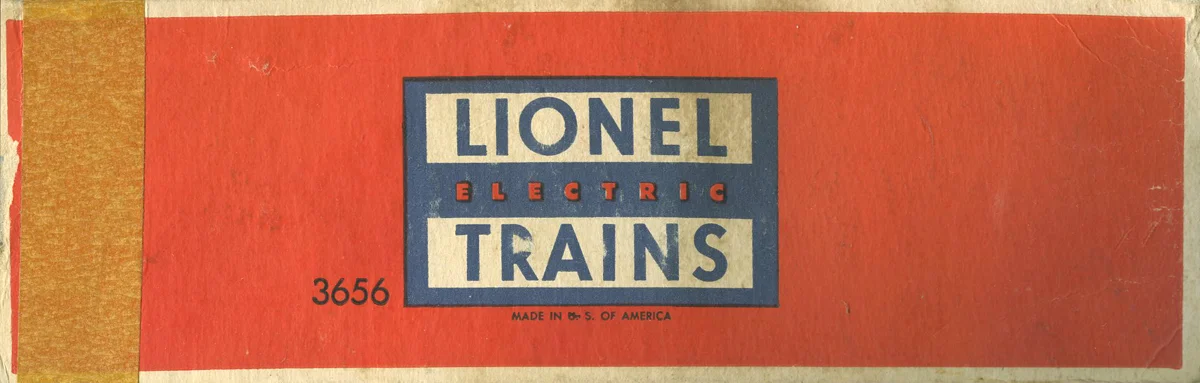 LIONEL
ELECTRIC
TRAINS
3656
MADE IN U. S. OF AMERICA